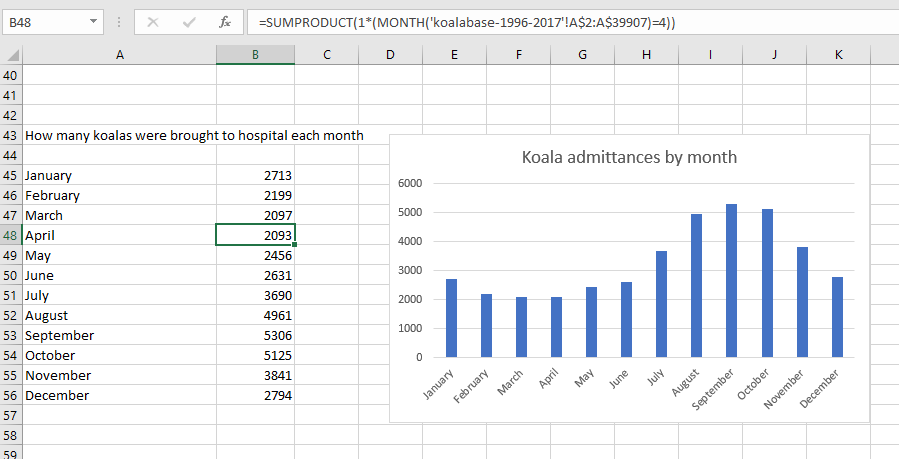 B48 fx =SUMPRODUCT(1*(MONTH('koalabase-1996-2017'!A$2:A$39907)=4))
A B C D E F G H I J K
40
41
42
43 How many koalas were brought to hospital each month
44
45 January 2713
46 February 2199
47 March 2097
48 April 2093
49 May 2456
50 June 2631
51 July 3690
52 August 4961
53 September 5306
54 October 5125
55 November 3841
56 December 2794
57
58
59
Koala admittances by month
6000
5000
4000
3000
2000
1000
0
January February March April May June July August September October November December